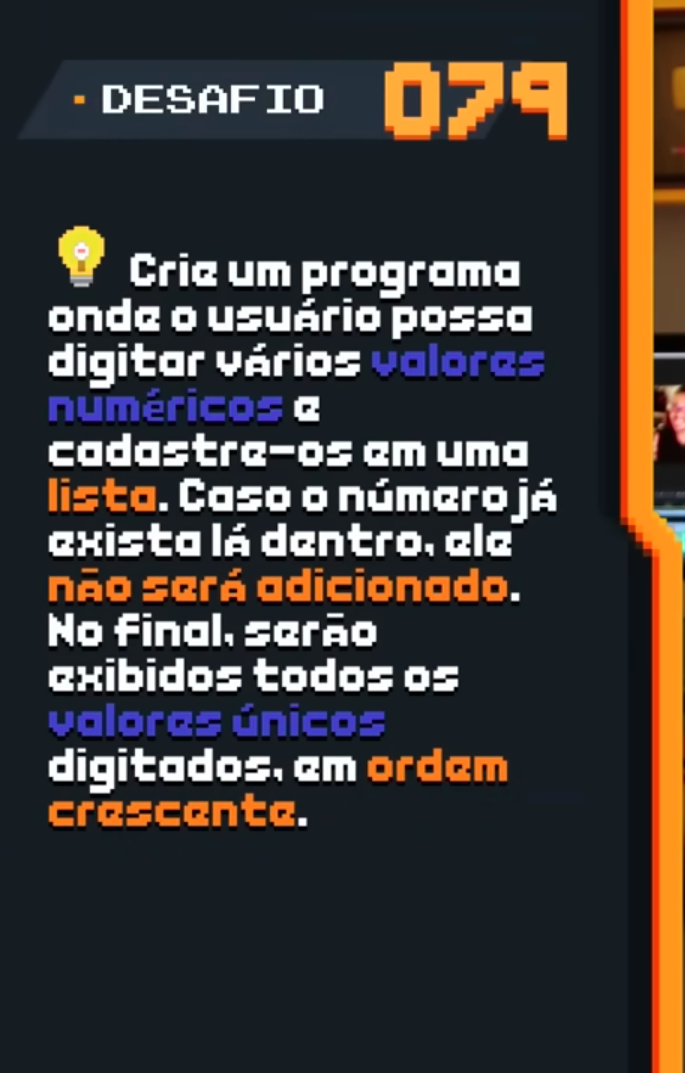 DESAFIO 079
Crie um programa
onde o usuário possa
digitar vários valores
numéricos e
cadastre-os em uma
lista. Caso o número já
exista lá dentro, ele
não será adicionado.
No final, serão
exibidos todos os
valores únicos
digitados, em ordem
crescente.